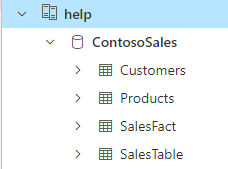 help
ContosoSales
Customers
Products
SalesFact
SalesTable